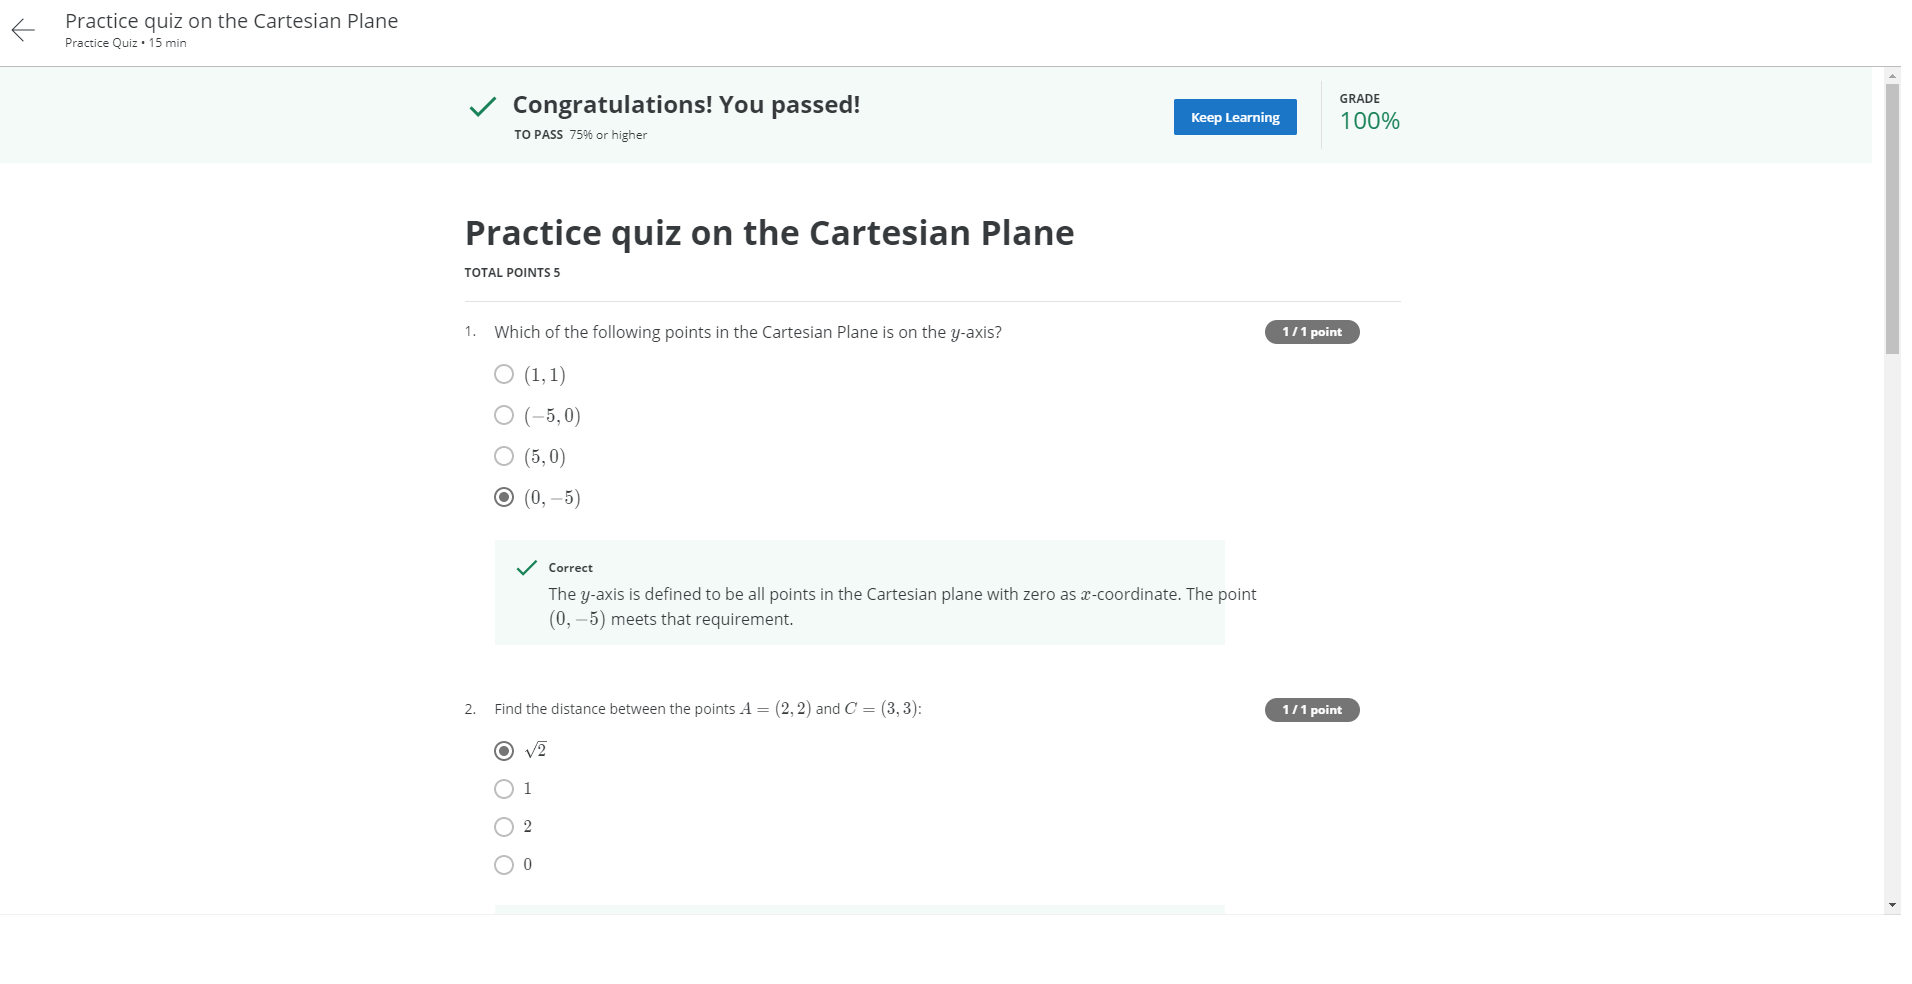 Practice quiz on the Cartesian Plane
Practice Quiz • 15 min
Congratulations! You passed!
TO PASS 75% or higher
Keep Learning
GRADE
100%
Practice quiz on the Cartesian Plane
TOTAL POINTS 5
1. Which of the following points in the Cartesian Plane is on the y-axis?
1 / 1 point
(1, 1)
(−5, 0)
(5, 0)
(0, −5)
Correct
The y-axis is defined to be all points in the Cartesian plane with zero as x-coordinate. The point
(0, −5) meets that requirement.
2. Find the distance between the points A = (2, 2) and C = (3, 3):
1 / 1 point
√2
1
2
0